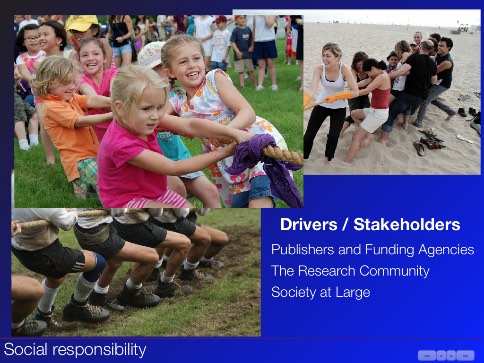 Drivers / Stakeholders
Publishers and Funding Agencies
The Research Community
Society at Large
Social responsibility